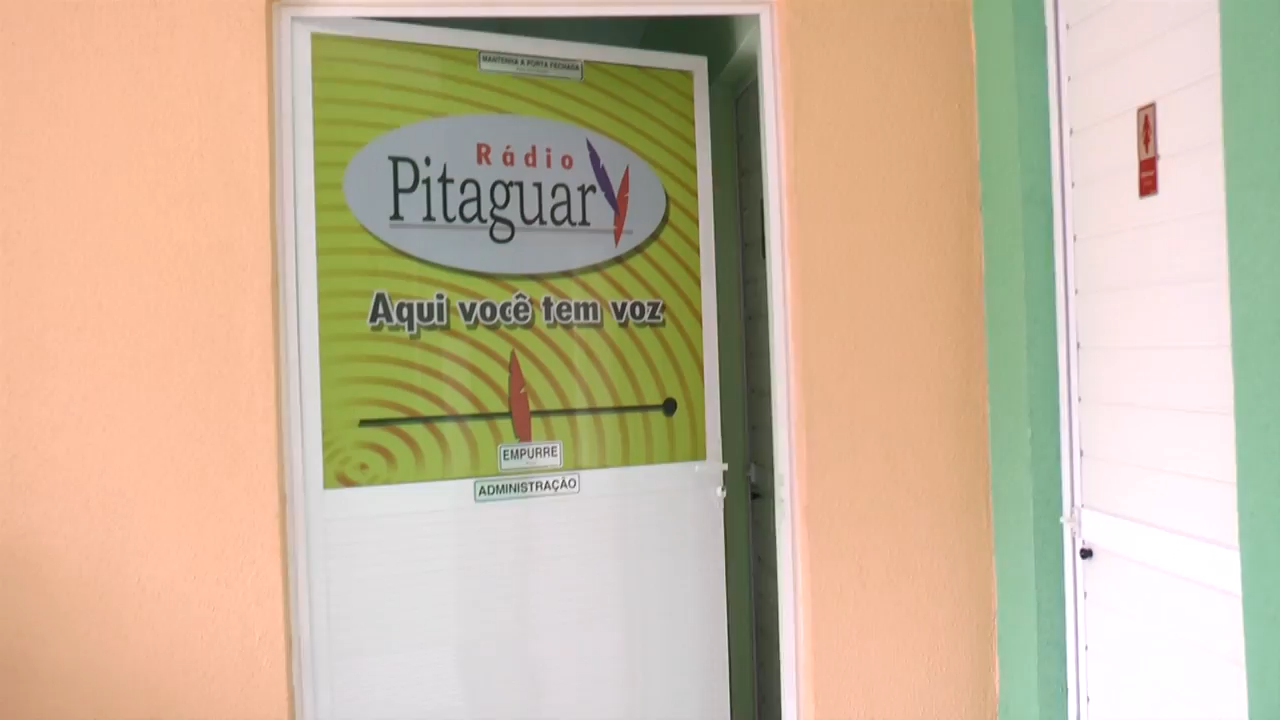 MANTENHA A PORTA FECHADA
Rádio
Pitaguary
Aqui você tem voz
EMPURRE
ADMINISTRAÇÃO